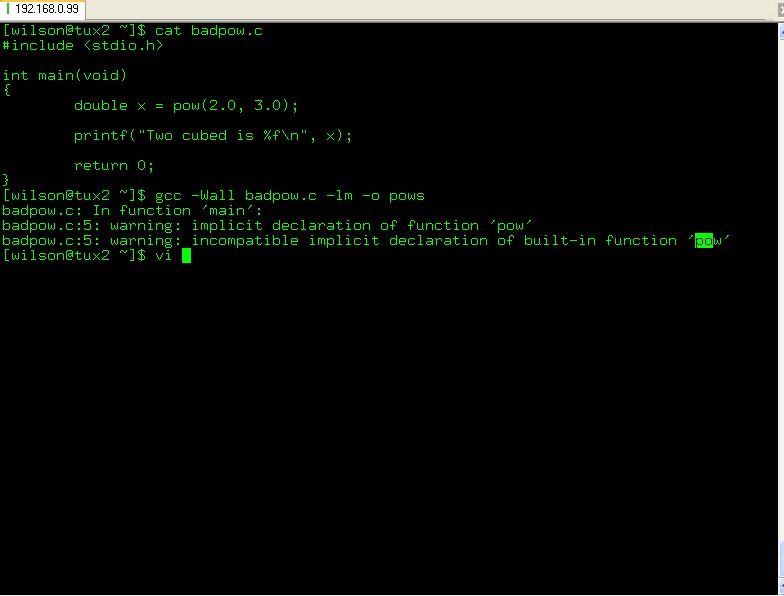 192.168.0.99
[wilson@tux2 ~]$ cat badpow.c
#include <stdio.h>
int main(void)
{
double x = pow(2.0, 3.0);
printf("Two cubed is %f\n", x);
return 0;
}
[wilson@tux2 ~]$ gcc -Wall badpow.c -lm -o pows
badpow.c: In function 'main':
badpow.c:5: warning: implicit declaration of function 'pow'
badpow.c:5: warning: incompatible implicit declaration of built-in function 'pow'
[wilson@tux2 ~]$ vi